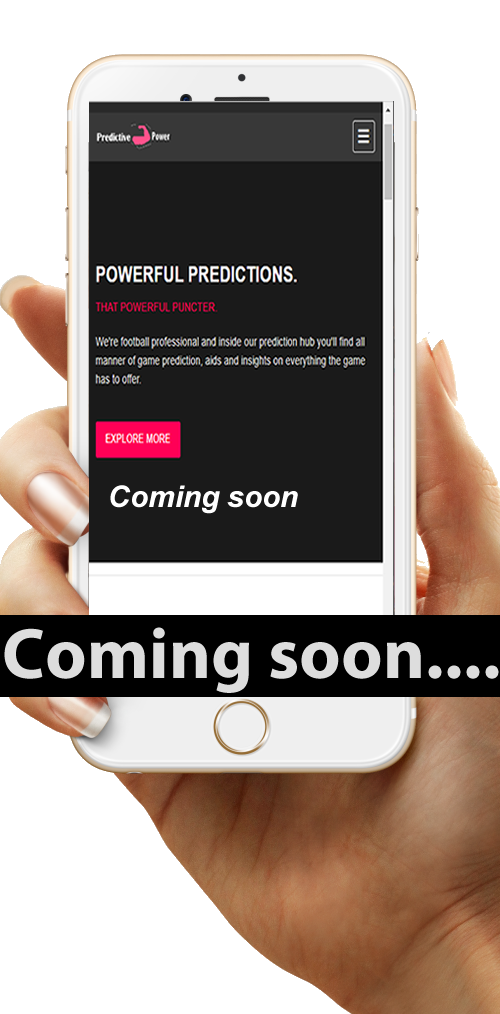 Predictive Power
POWERFUL PREDICTIONS.
THAT POWERFUL PUNCTER.
We're football professional and inside our prediction hub you'll find all
manner of game prediction, aids and insights on everything the game
has to offer.
EXPLORE MORE
Coming soon
Coming soon....